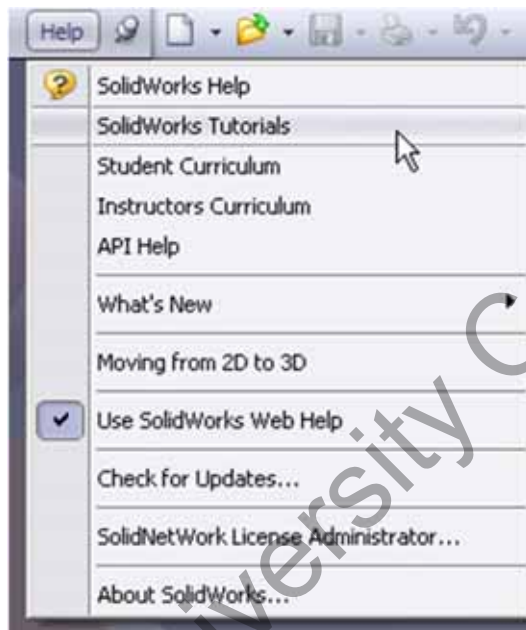 Help
SolidWorks Help
SolidWorks Tutorials
Student Curriculum
Instructors Curriculum
API Help
What's New
Moving from 2D to 3D
Use SolidWorks Web Help
Check for Updates...
SolidNetWork License Administrator...
About SolidWorks...